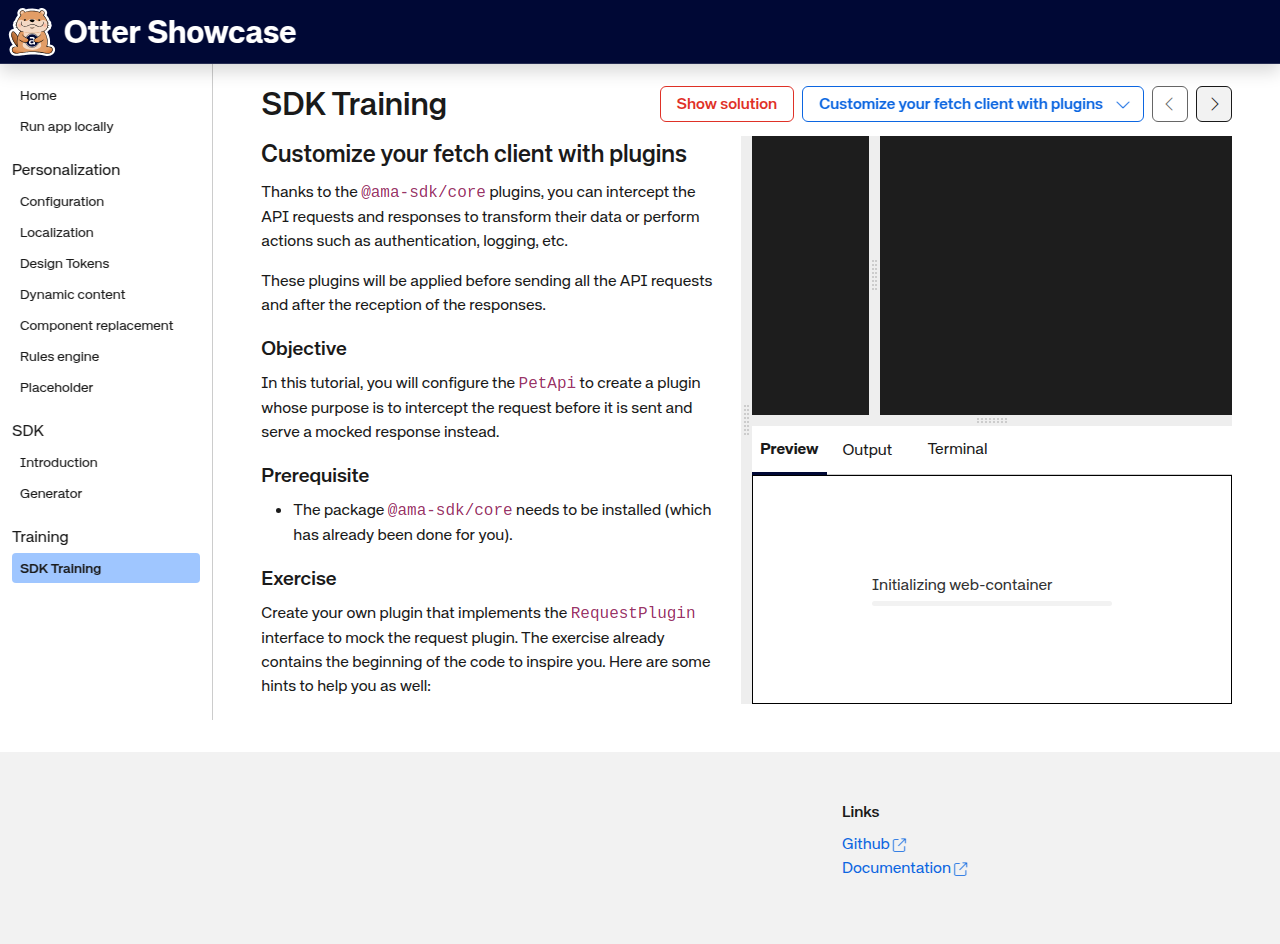 Otter Showcase
Home
Run app locally
Personalization
Configuration
Localization
Design Tokens
Dynamic content
Component replacement
Rules engine
Placeholder
SDK
Introduction
Generator
Training
SDK Training
SDK Training
Show solution
Customize your fetch client with plugins
Customize your fetch client with plugins
Thanks to the @ama-sdk/core plugins, you can intercept the
API requests and responses to transform their data or perform
actions such as authentication, logging, etc.
These plugins will be applied before sending all the API requests
and after the reception of the responses.
Objective
In this tutorial, you will configure the PetApi to create a plugin
whose purpose is to intercept the request before it is sent and
serve a mocked response instead.
Prerequisite
• The package @ama-sdk/core needs to be installed (which
has already been done for you).
Exercise
Create your own plugin that implements the RequestPlugin
interface to mock the request plugin. The exercise already
contains the beginning of the code to inspire you. Here are some
hints to help you as well:
Preview Output Terminal
Initializing web-container
Links
Github
Documentation